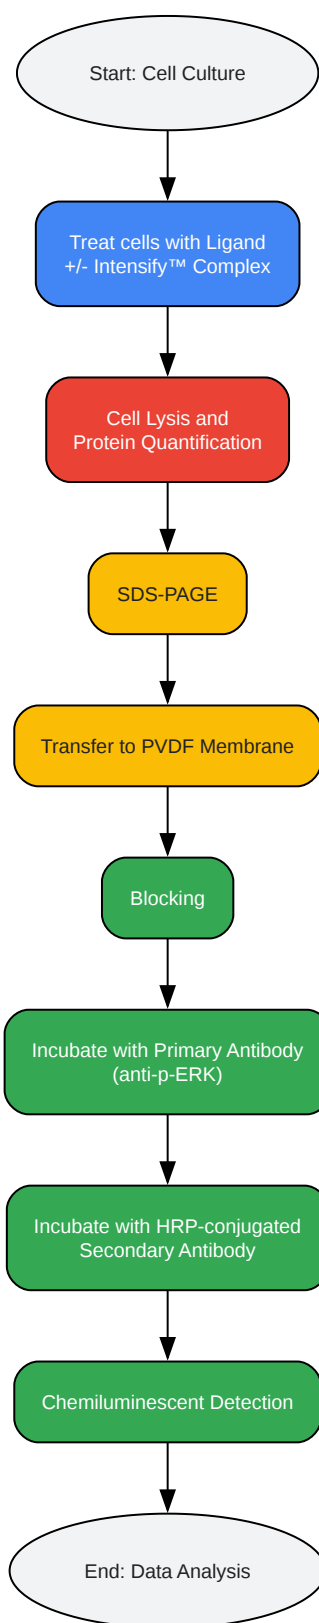 Start: Cell Culture
Treat cells with Ligand
+/- Intensify™ Complex
Cell Lysis and
Protein Quantification
SDS-PAGE
Transfer to PVDF Membrane
Blocking
Incubate with Primary Antibody
(anti-p-ERK)
Incubate with HRP-conjugated
Secondary Antibody
Chemiluminescent Detection
End: Data Analysis